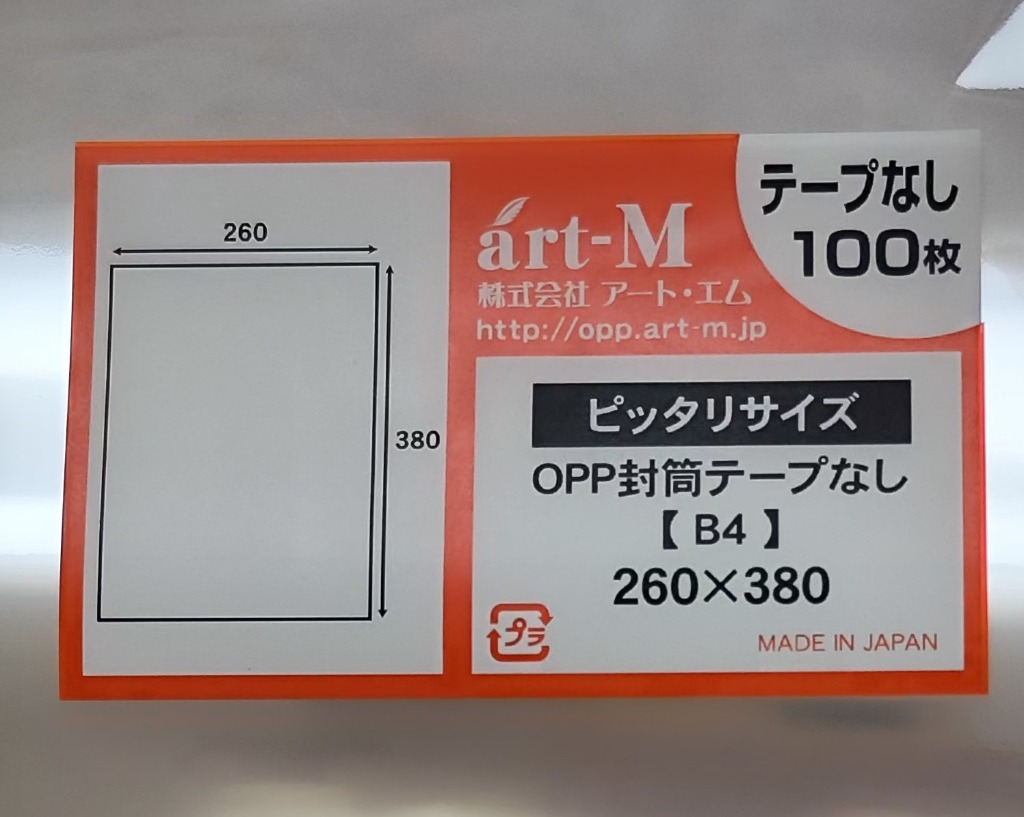 260
380
art-M
株式会社 アート・エム
http://opp.art-m.jp
テープなし
100枚
ピッタリサイズ
OPP封筒テープなし
【 B4 】
260×380
プラ
MADE IN JAPAN